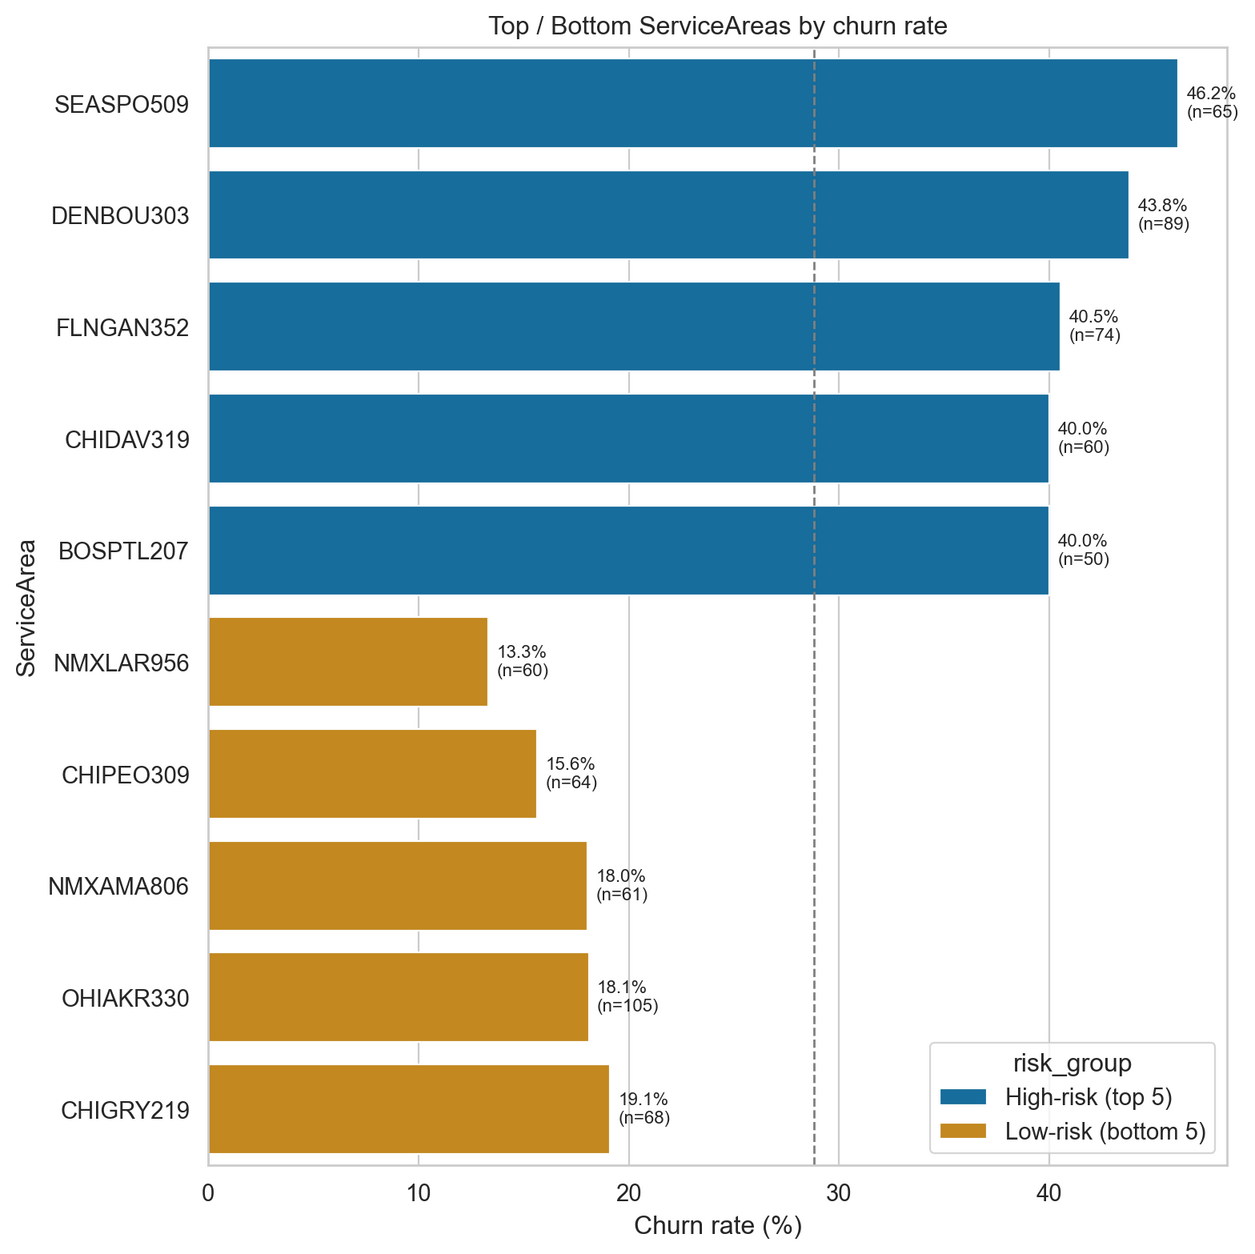 Top / Bottom ServiceAreas by churn rate
SEASPO509
46.2%
(n=65)
DENBOU303
43.8%
(n=89)
FLNGAN352
40.5%
(n=74)
CHIDAV319
40.0%
(n=60)
BOSPTL207
40.0%
(n=50)
NMXLAR956
13.3%
(n=60)
CHIPEO309
15.6%
(n=64)
NMXAMA806
18.0%
(n=61)
OHIAKR330
18.1%
(n=105)
CHIGRY219
19.1%
(n=68)
ServiceArea
risk_group
High-risk (top 5)
Low-risk (bottom 5)
0 10 20 30 40
Churn rate (%)